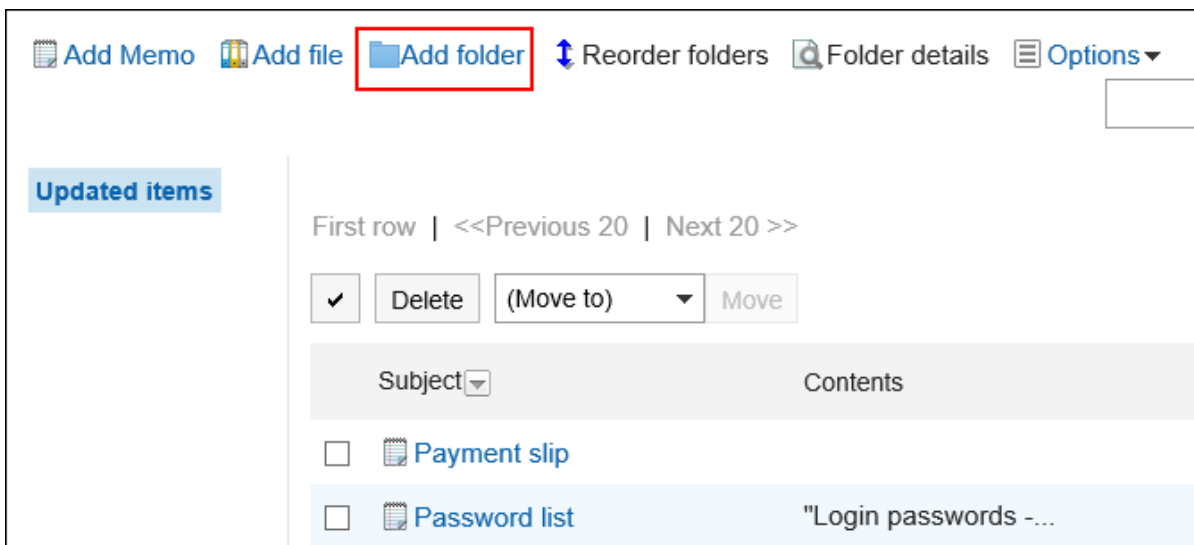 Add Memo Add file Add folder Reorder folders Folder details Options
Updated items
First row | <<Previous 20 | Next 20 >>
Delete (Move to) Move
Subject Contents
Payment slip
Password list "Login passwords -...